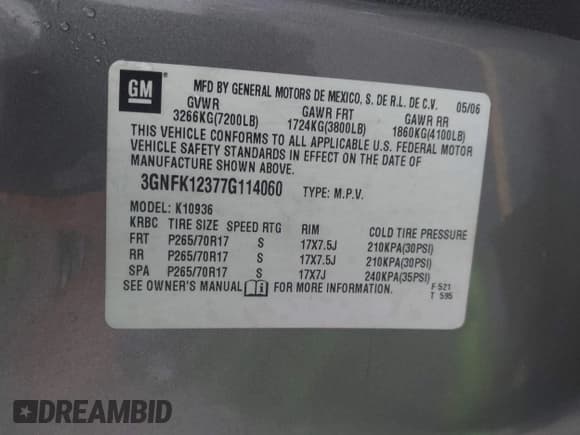 GM
MFD BY GENERAL MOTORS DE MEXICO, S. DE R.L. DE C.V. 05/06
GVWR GAWR FRT GAWR RR
3266KG(7200LB) 1724KG(3800LB) 1860KG(4100LB)
THIS VEHICLE CONFORMS TO ALL APPLICABLE U.S. FEDERAL MOTOR
VEHICLE SAFETY STANDARDS IN EFFECT ON THE DATE OF
MANUFACTURE SHOWN ABOVE.
3GNFK12377G114060 TYPE: M.P.V.
MODEL: K10936
KRBC TIRE SIZE SPEED RTG RIM COLD TIRE PRESSURE
FRT P265/70R17 S 17X7.5J 210KPA(30PSI)
RR P265/70R17 S 17X7.5J 210KPA(30PSI)
SPA P265/70R17 S 17X7J 240KPA(35PSI)
SEE OWNER'S MANUAL i FOR MORE INFORMATION. F 521
T 595
DREAMBID